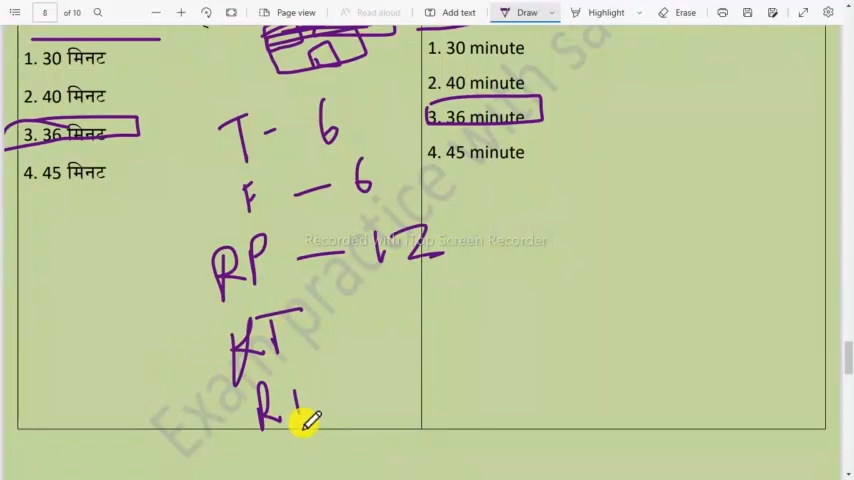 8 of 10 Page view Read aloud Add text Draw Highlight Erase
1. 30 मिनट
2. 40 मिनट
3. 36 मिनट
4. 45 मिनट
1. 30 minute
2. 40 minute
3. 36 minute
4. 45 minute
T - 6
F - 6
RP - 12
KT
R
Recorded with iTop Screen Recorder
Exam practice with sa